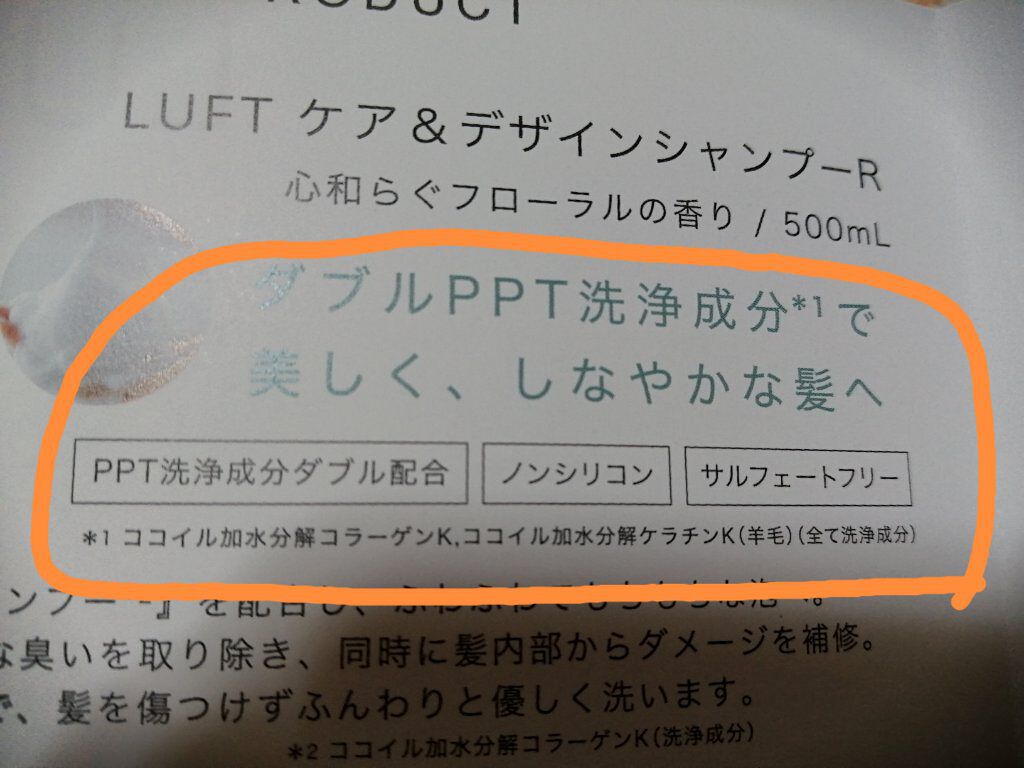 PRODUCT
LUFT ケア&デザインシャンプーR
心和らぐフローラルの香り / 500mL
ダブルPPT洗浄成分*1で
美しく、しなやかな髪へ
PPT洗浄成分ダブル配合 ノンシリコン サルフェートフリー
*1 ココイル加水分解コラーゲンK,ココイル加水分解ケラチンK(羊毛)(全て洗浄成分)
を配合し、
な臭いを取り除き、同時に髪内部からダメージを補修。
で、髪を傷つけずふんわりと優しく洗います。
*2 ココイル加水分解コラーゲンK(洗浄成分)